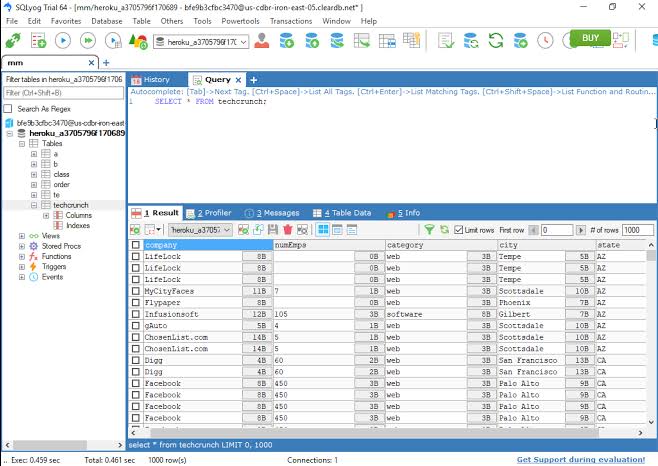 SQLyog Trial 64 - [mm/heroku_a3705796f170689 - bfe9b3cfbc3470@us-cdbr-iron-east-05.cleardb.net* ]
File Edit Favorites Database Table Others Tools Powertools Transactions Window Help
heroku_a3705796f17( BUY
mm
Filter tables in heroku_a3705796f1706
Filter (Ctrl+Shift+B)
Search As Regex
bfe9b3cfbc3470@us-cdbr-iron-east
heroku_a3705796f170689
Tables
a
b
class
order
te
techcrunch
Columns
Indexes
Views
Stored Procs
Functions
Triggers
Events
History Query
Autocomplete: [Tab]->Next Tag. [Ctrl+Space]->List All Tags. [Ctrl+Enter]->List Matching Tags. [Ctrl+Shift+Space]->List Function and Routin...
1 SELECT * FROM techcrunch;
1 Result 2 Profiler 3 Messages 4 Table Data 5 Info
'heroku_a3705' Limit rows First row 0 # of rows 1000
company numEmps category city state
LifeLock 8B 0B web 3B Tempe 5B AZ
LifeLock 8B 0B web 3B Tempe 5B AZ
LifeLock 8B 0B web 3B Tempe 5B AZ
MyCityFaces 11B 7 1B web 3B Scottsdale 10B AZ
Flypaper 8B 0B web 3B Phoenix 7B AZ
Infusionsoft 12B 105 3B software 8B Gilbert 7B AZ
gAuto 5B 4 1B web 3B Scottsdale 10B AZ
ChosenList.com 14B 5 1B web 3B Scottsdale 10B AZ
ChosenList.com 14B 5 1B web 3B Scottsdale 10B AZ
Digg 4B 60 2B web 3B San Francisco 13B CA
Digg 4B 60 2B web 3B San Francisco 13B CA
Facebook 8B 450 3B web 3B Palo Alto 9B CA
Facebook 8B 450 3B web 3B Palo Alto 9B CA
Facebook 8B 450 3B web 3B Palo Alto 9B CA
Facebook 8B 450 3B web 3B Palo Alto 9B CA
select * from techcrunch LIMIT 0, 1000
Exec: 0.459 sec Total: 0.461 sec 1000 row(s) Connections: 1 Get Support during evaluation!